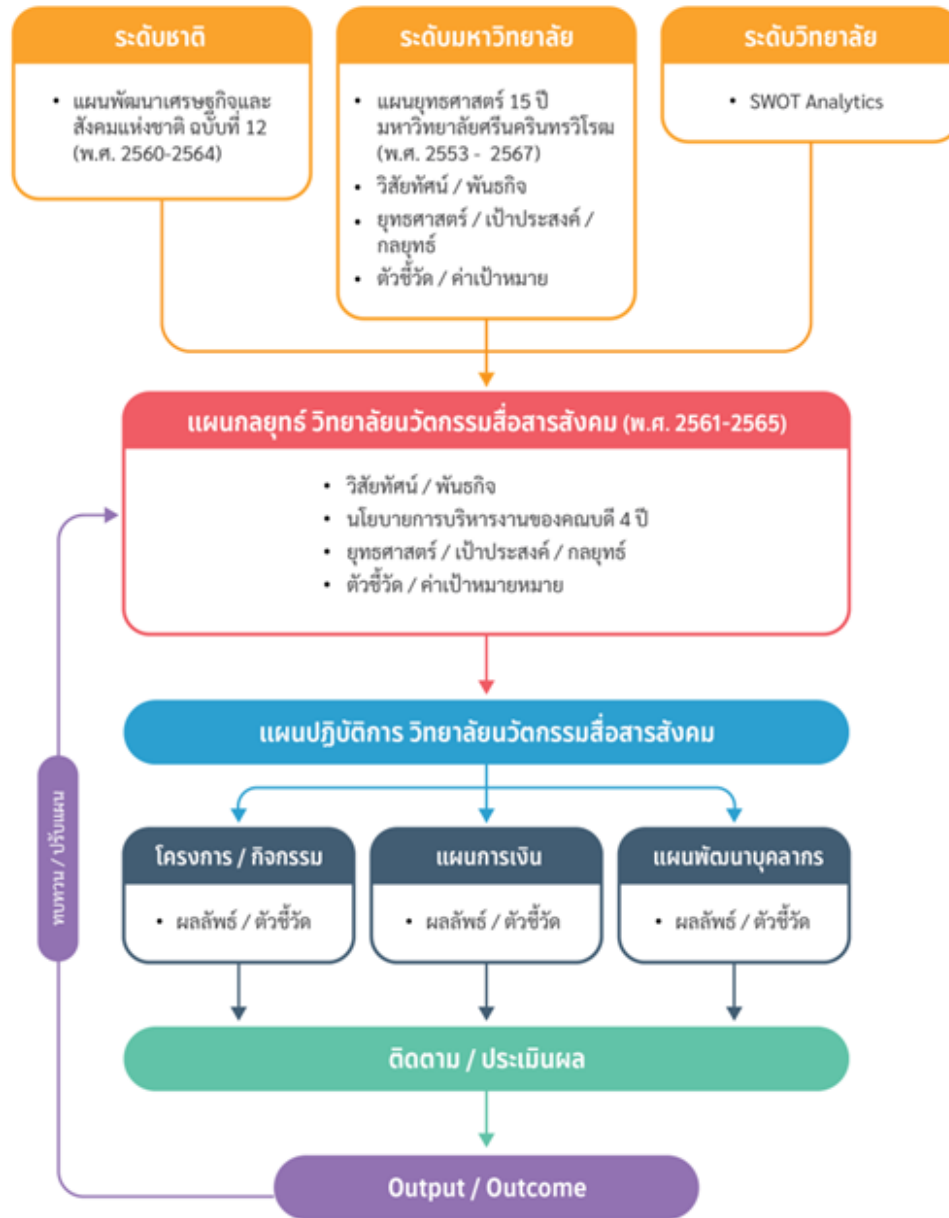 ระดับชาติ
• แผนพัฒนาเศรษฐกิจและ
สังคมแห่งชาติ ฉบับที่ 12
(พ.ศ. 2560-2564)
ระดับมหาวิทยาลัย
• แผนยุทธศาสตร์ 15 ปี
มหาวิทยาลัยศรีนครินทรวิโรฒ
(พ.ศ. 2553 - 2567)
• วิสัยทัศน์ / พันธกิจ
• ยุทธศาสตร์ / เป้าประสงค์ /
กลยุทธ์
• ตัวชี้วัด / ค่าเป้าหมาย
ระดับวิทยาลัย
• SWOT Analytics
แผนกลยุทธ์ วิทยาลัยนวัตกรรมสื่อสารสังคม (พ.ศ. 2561-2565)
• วิสัยทัศน์ / พันธกิจ
• นโยบายการบริหารงานของคณบดี 4 ปี
• ยุทธศาสตร์ / เป้าประสงค์ / กลยุทธ์
• ตัวชี้วัด / ค่าเป้าหมายหมาย
แผนปฏิบัติการ วิทยาลัยนวัตกรรมสื่อสารสังคม
ทบทวน / ปรับแผน
โครงการ / กิจกรรม
• ผลลัพธ์ / ตัวชี้วัด
แผนการเงิน
• ผลลัพธ์ / ตัวชี้วัด
แผนพัฒนาบุคลากร
• ผลลัพธ์ / ตัวชี้วัด
ติดตาม / ประเมินผล
Output / Outcome